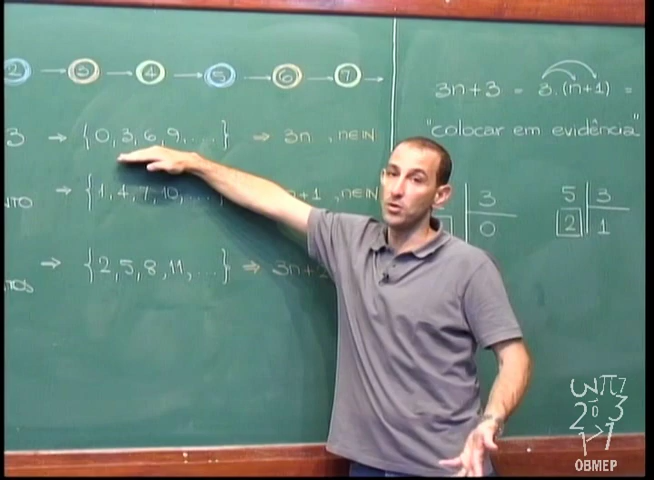 2 → 3 → 4 → 5 → 6 → 7 →
3 → {0, 3, 6, 9, ...} → 3n, n ∈ ℕ
→ {1, 4, 7, 10, ...} n+1, n ∈ ℕ
→ {2, 5, 8, 11, ...} → 3n+2
3n+3 = 3.(n+1) =
"colocar em evidência"
3
0
5 3
2 1
OBMEP